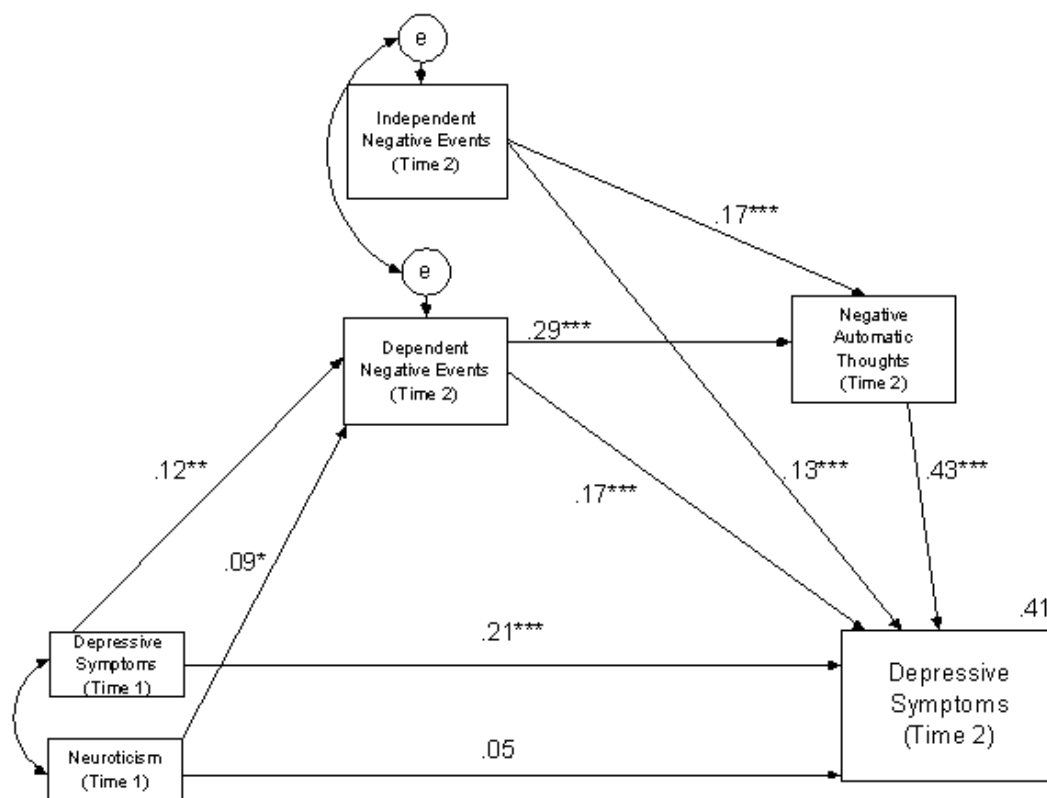 e
Independent
Negative Events
(Time 2)
.17***
e
Dependent
Negative Events
(Time 2)
.29***
Negative
Automatic
Thoughts
(Time 2)
.12**
.09*
.17***
.13***
.43***
Depressive
Symptoms
(Time 1)
.21***
.41
Depressive
Symptoms
(Time 2)
Neuroticism
(Time 1)
.05